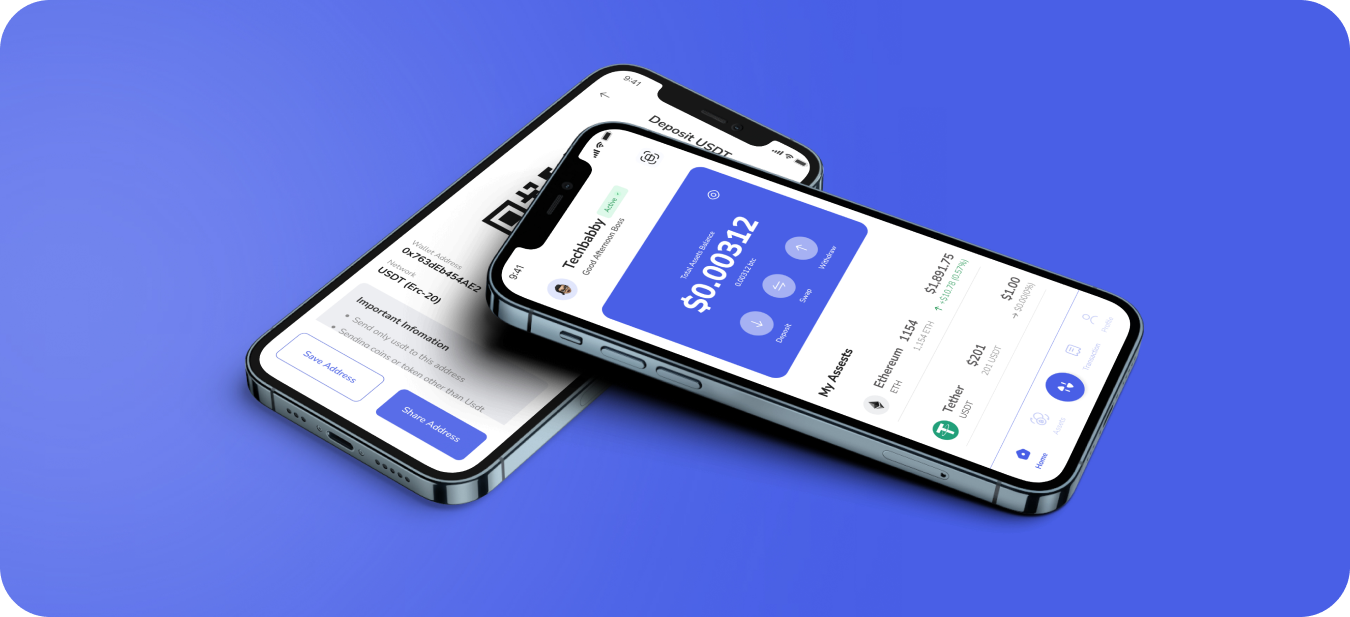 9:41
Deposit USDT
Wallet Address
0x763dEb454AE2
Network
USDT (Erc-20)
Important Infomation
Send only usdt to this address
Sending coins or token other than Usdt
Save Address
Share Address
9:41
Techbabby
Active
Good Afternoon Boss
Total Assets Balance
$0.00312
0.00312 btc
Deposit
Swap
Withdraw
My Assests
Ethereum 1154 $1,891.75
ETH 1,154 ETH +$10.78 (0.57%)
Tether $201 $1.00
USDT 201 USDT $0.00(0%)
Home
Assets
Transaction
Profile